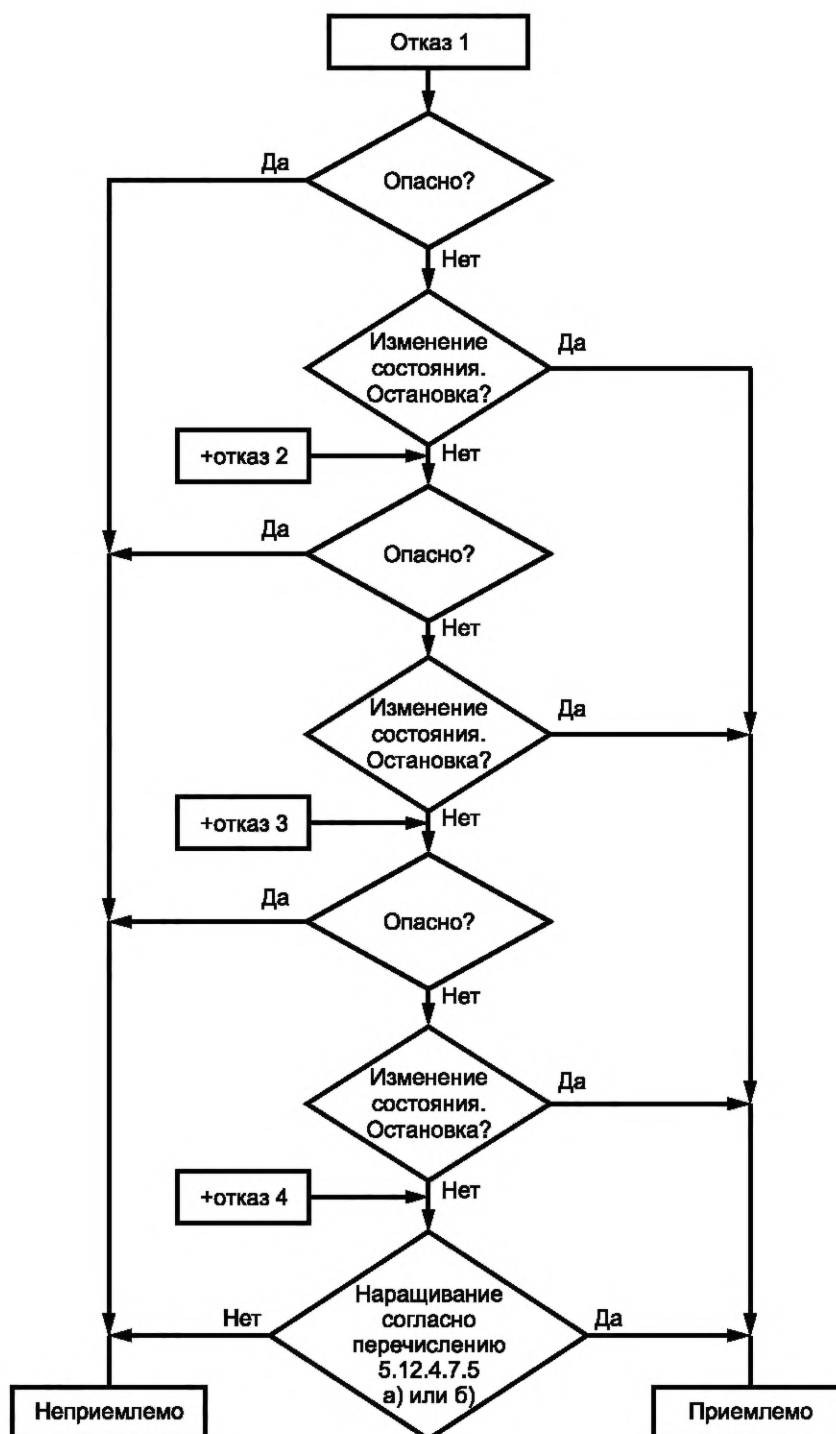 Отказ 1
Да
Опасно?
Нет
Изменение
состояния.
Остановка?
Да
+отказ 2
Нет
Да
Опасно?
Нет
Изменение
состояния.
Остановка?
Да
+отказ 3
Нет
Да
Опасно?
Нет
Изменение
состояния.
Остановка?
Да
+отказ 4
Нет
Нет
Наращивание
согласно
перечислению
5.12.4.7.5
а) или б)
Да
Неприемлемо
Приемлемо